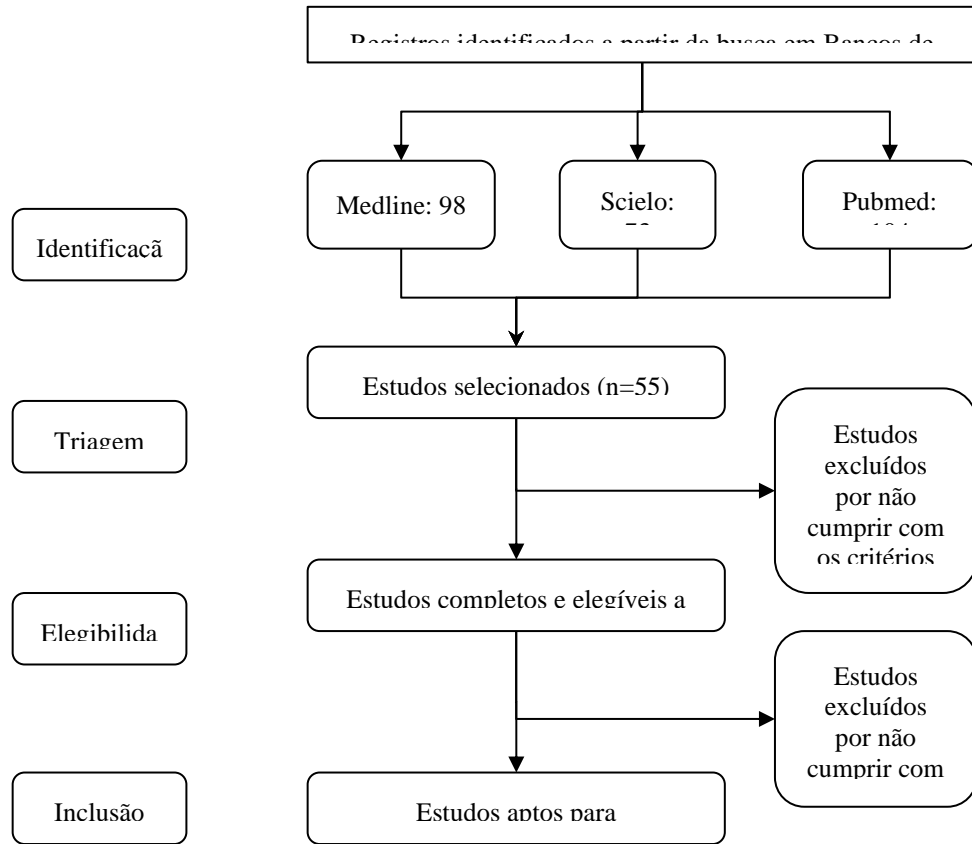 Registros identificados a partir da busca em Bancos de
Medline: 98
Scielo:
Pubmed:
Identificaçã
Estudos selecionados (n=55)
Triagem
Estudos
excluídos
por não
cumprir com
os critérios
Estudos completos e elegíveis a
Elegibilida
Estudos
excluídos
por não
cumprir com
Inclusão
Estudos aptos para